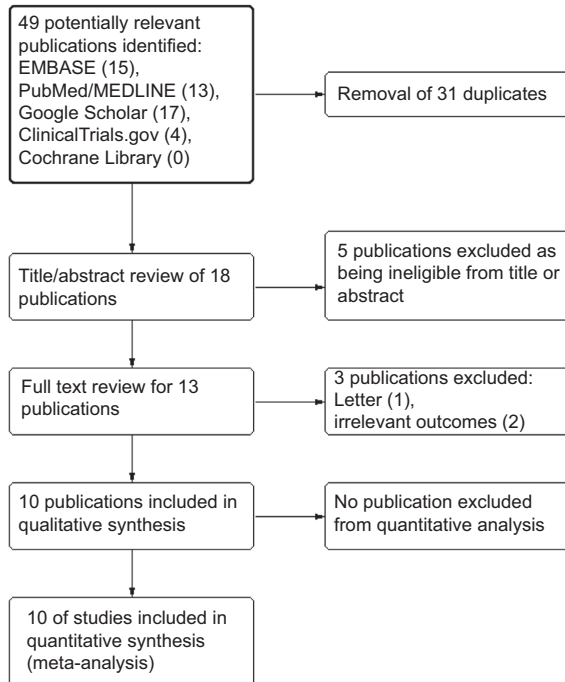 49 potentially relevant
publications identified:
EMBASE (15),
PubMed/MEDLINE (13),
Google Scholar (17),
ClinicalTrials.gov (4),
Cochrane Library (0)
Removal of 31 duplicates
Title/abstract review of 18
publications
5 publications excluded as
being ineligible from title or
abstract
Full text review for 13
publications
3 publications excluded:
Letter (1),
irrelevant outcomes (2)
10 publications included in
qualitative synthesis
No publication excluded
from quantitative analysis
10 of studies included in
quantitative synthesis
(meta-analysis)